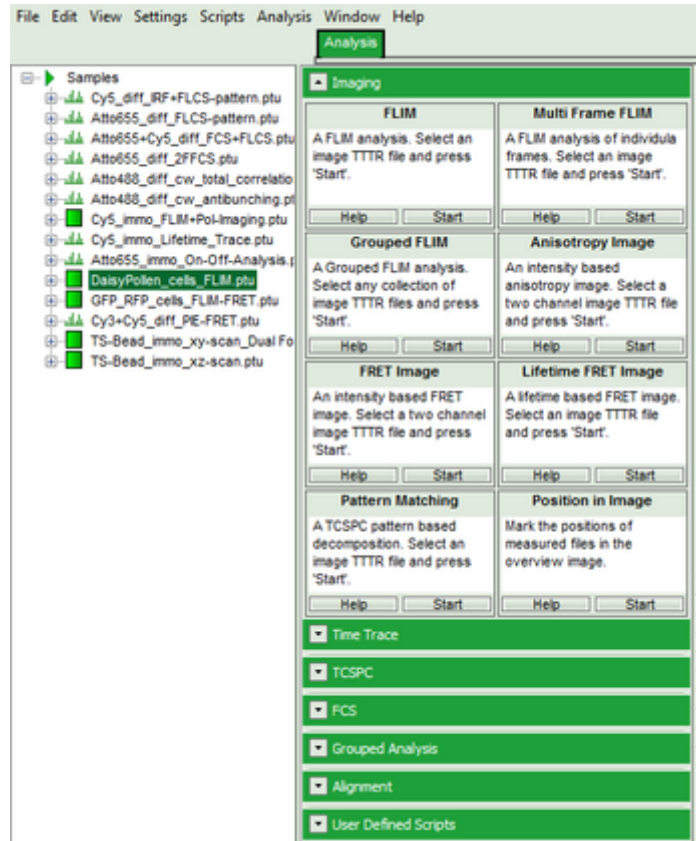 File Edit View Settings Scripts Analysis Window Help
Analysis
Samples
Cy5_diff_IRF+FLCS-pattern.ptu
Atto655_diff_FLCS-pattern.ptu
Atto655+Cy5_diff_FCS+FLCS.ptu
Atto655_diff_2FFCS.ptu
Atto488_diff_cw_total_correlatio
Atto488_diff_cw_antibunching.pt
Cy5_immo_FLIM+Pol-Imaging.ptu
Cy5_immo_Lifetime_Trace.ptu
Atto655_immo_On-Off-Analysis.p
DaisyPollen_cells_FLIM.ptu
GFP_RFP_cells_FLIM-FRET.ptu
Cy3+Cy5_diff_PIE-FRET.ptu
TS-Bead_immo_xy-scan_Dual Fo
TS-Bead_immo_xz-scan.ptu
Imaging
FLIM
A FLIM analysis. Select an
image TTTR file and press
'Start'.
Help Start
Multi Frame FLIM
A FLIM analysis of individula
frames. Select an image
TTTR file and press 'Start'.
Help Start
Grouped FLIM
A Grouped FLIM analysis.
Select any collection of
image TTTR files and press
'Start'.
Help Start
Anisotropy Image
An intensity based
anisotropy image. Select a
two channel image TTTR file
and press 'Start'.
Help Start
FRET Image
An intensity based FRET
image. Select a two channel
image TTTR file and press
'Start'.
Help Start
Lifetime FRET Image
A lifetime based FRET image.
Select an image TTTR file
and press 'Start'.
Help Start
Pattern Matching
A TCSPC pattern based
decomposition. Select an
image TTTR file and press
'Start'.
Help Start
Position in Image
Mark the positions of
measured files in the
overview image.
Help Start
Time Trace
TCSPC
FCS
Grouped Analysis
Alignment
User Defined Scripts